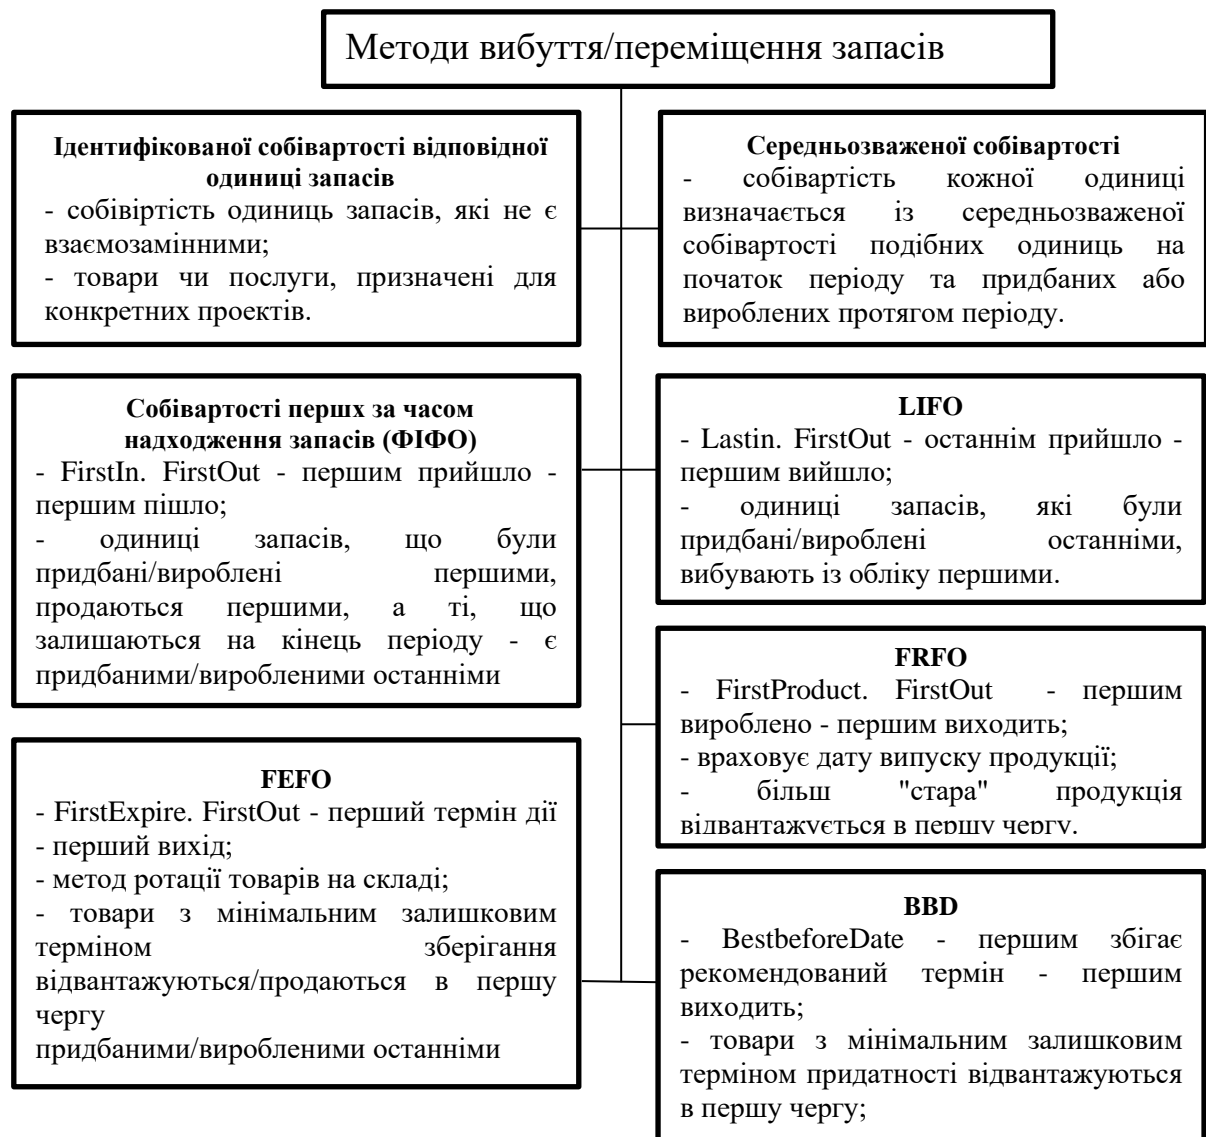 Методи вибуття/переміщення запасів
Ідентифікованої собівартості відповідної
одиниці запасів
- собівіртість одиниць запасів, які не є
взаємозамінними;
- товари чи послуги, призначені для
конкретних проектів.
Середньозваженої собівартості
- собівартість кожної одиниці
визначається із середньозваженої
собівартості подібних одиниць на
початок періоду та придбаних або
вироблених протягом періоду.
Собівартості першх за часом
надходження запасів (ФІФО)
- FirstIn. FirstOut - першим прийшло -
першим пішло;
- одиниці запасів, що були
придбані/вироблені першими,
продаються першими, а ті, що
залишаються на кінець періоду - є
придбаними/виробленими останніми
LIFO
- Lastin. FirstOut - останнім прийшло -
першим вийшло;
- одиниці запасів, які були
придбані/вироблені останніми,
вибувають із обліку першими.
FRFO
- FirstProduct. FirstOut - першим
вироблено - першим виходить;
- враховує дату випуску продукції;
- більш "стара" продукція
відвантажується в першу чергу.
FEFO
- FirstExpire. FirstOut - перший термін дії
- перший вихід;
- метод ротації товарів на складі;
- товари з мінімальним залишковим
терміном зберігання
відвантажуються/продаються в першу
чергу
придбаними/виробленими останніми
BBD
- BestbeforeDate - першим збігає
рекомендований термін - першим
виходить;
- товари з мінімальним залишковим
терміном придатності відвантажуються
в першу чергу;